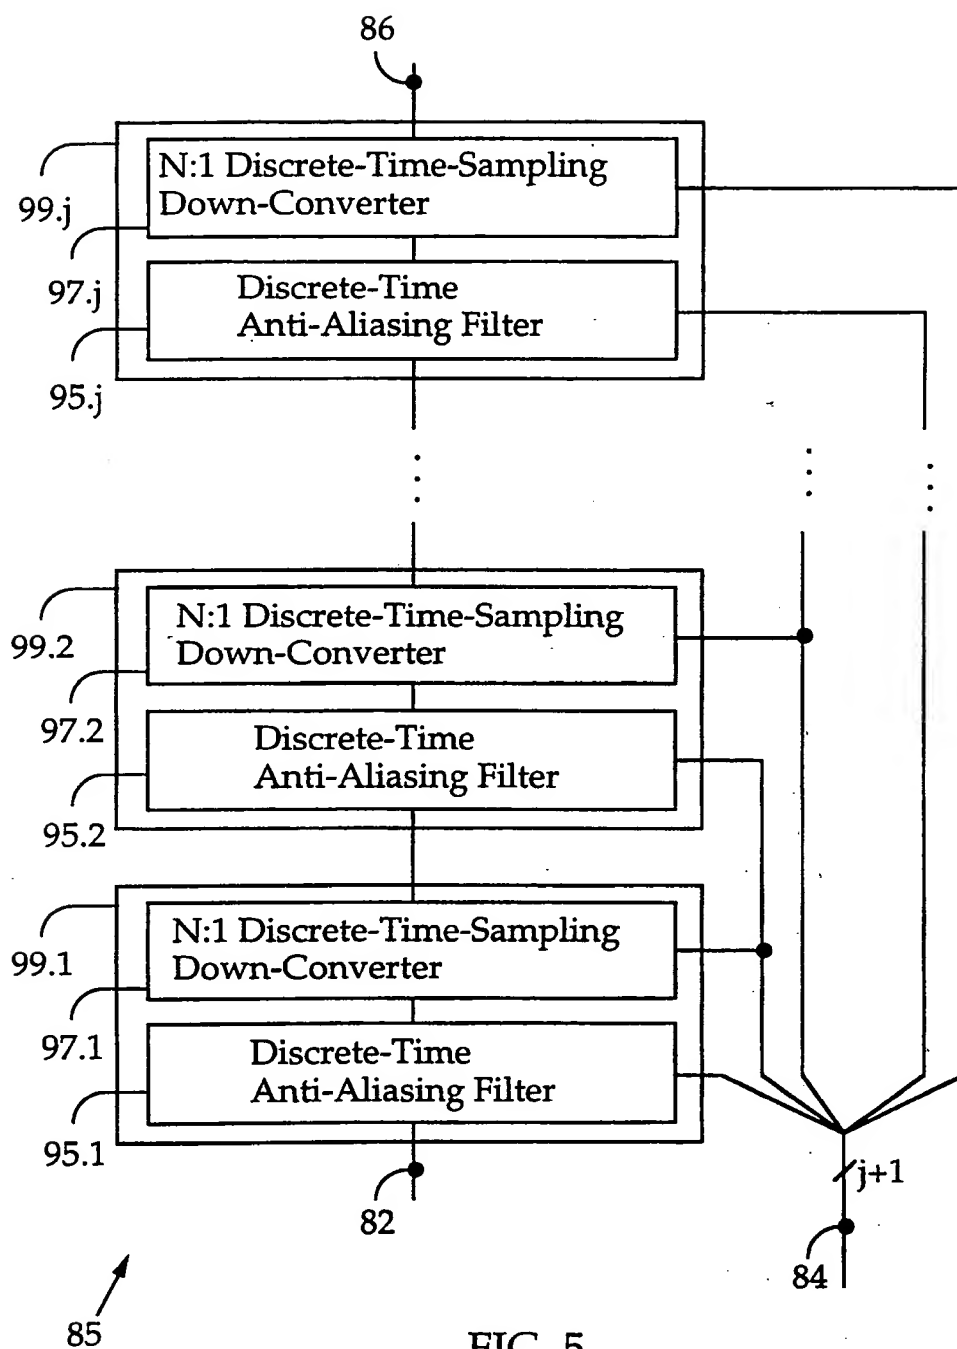 86
N:1 Discrete-Time-Sampling
Down-Converter
99.j
97.j
Discrete-Time
Anti-Aliasing Filter
95.j
N:1 Discrete-Time-Sampling
Down-Converter
99.2
97.2
Discrete-Time
Anti-Aliasing Filter
95.2
N:1 Discrete-Time-Sampling
Down-Converter
99.1
97.1
Discrete-Time
Anti-Aliasing Filter
95.1
82
j+1
84
85
FIG. 5